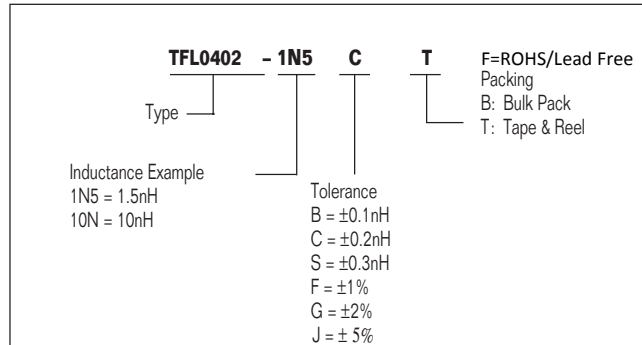 TFL0402 - 1N5 C T F=ROHS/Lead Free
Packing
B: Bulk Pack
T: Tape & Reel
Type
Inductance Example
1N5 = 1.5nH
10N = 10nH
Tolerance
B = ±0.1nH
C = ±0.2nH
S = ±0.3nH
F = ±1%
G = ±2%
J = ± 5%